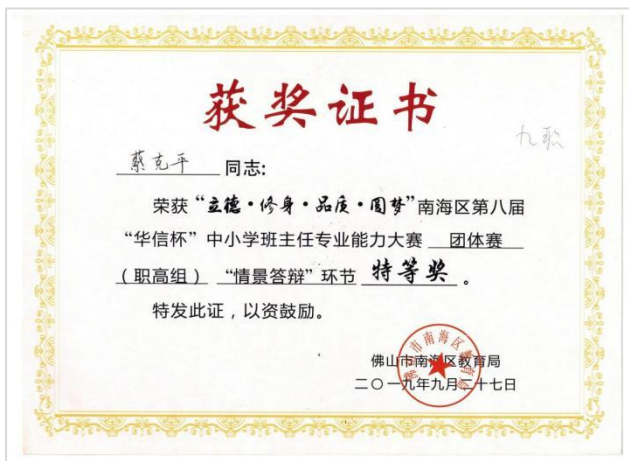 获奖证书
九职
蔡克平 同志:
荣获“立德·修身·品质·圆梦”南海区第八届
“华信杯”中小学班主任专业能力大赛 团体赛
（职高组） “情景答辩”环节 特等奖 。
特发此证，以资鼓励。
佛山市南海区教育局
二〇一九年九月二十七日